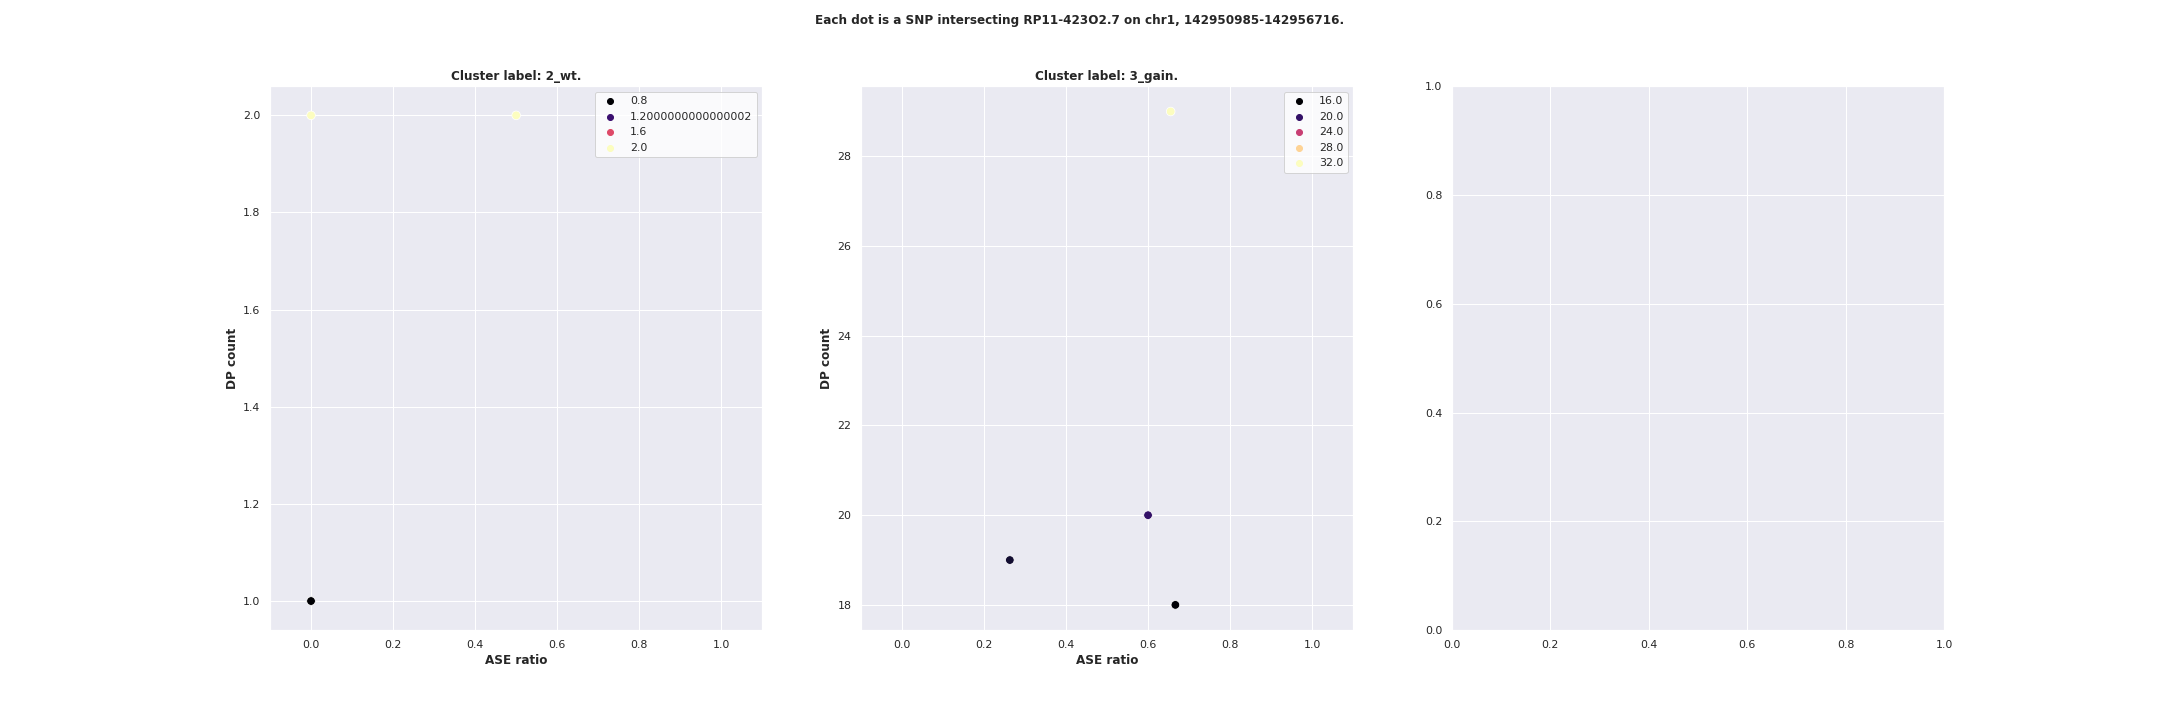 Each dot is a SNP intersecting RP11-423O2.7 on chr1, 142950985-142956716.
Cluster label: 2_wt.
0.8
1.2000000000000002
1.6
2.0
2.0
1.8
1.6
1.4
1.2
1.0
DP count
0.0 0.2 0.4 0.6 0.8 1.0
ASE ratio
Cluster label: 3_gain.
16.0
20.0
24.0
28.0
32.0
28
26
24
22
20
18
DP count
0.0 0.2 0.4 0.6 0.8 1.0
ASE ratio
1.0
0.8
0.6
0.4
0.2
0.0
0.0 0.2 0.4 0.6 0.8 1.0